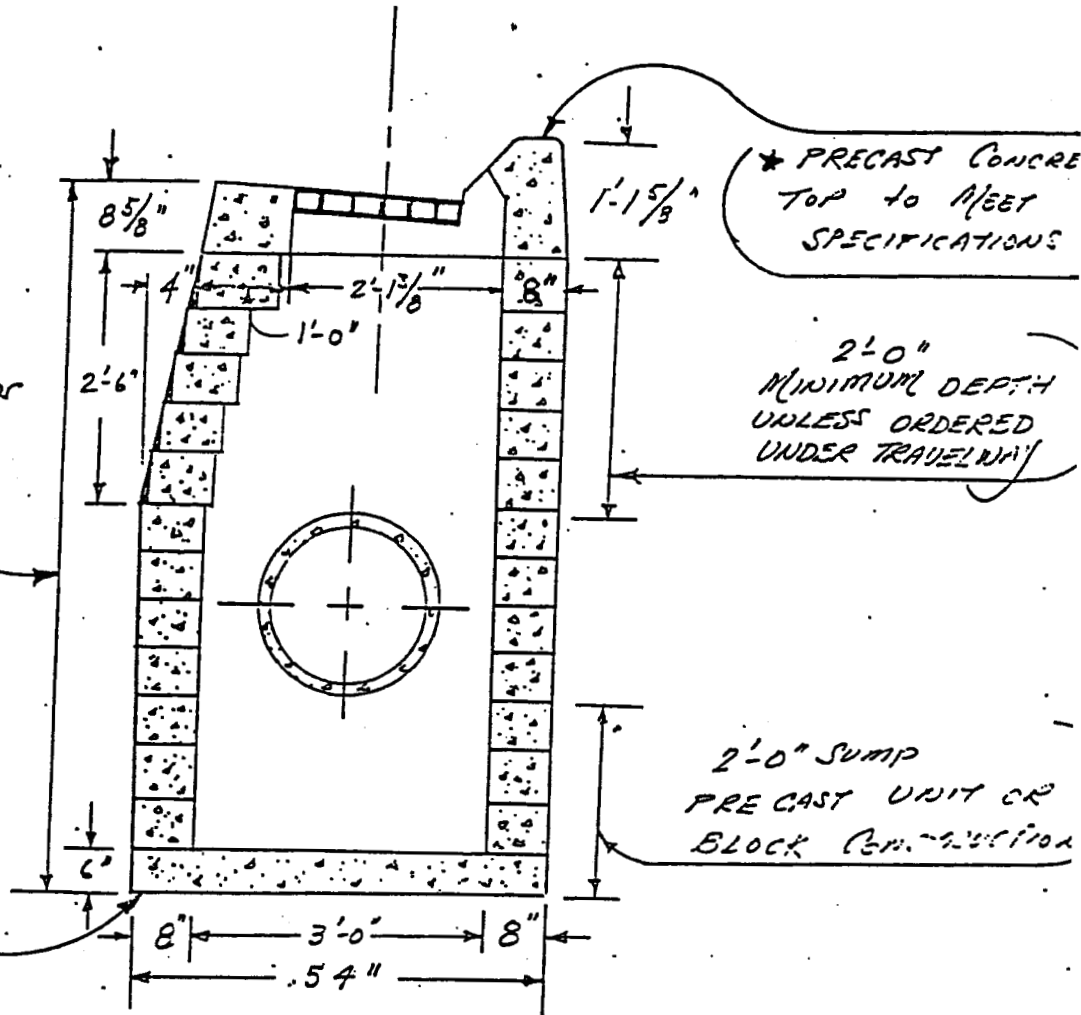 ★ PRECAST CONCRE
TOP to MEET
SPECIFICATIONS
1'-1 5/8"
8 5/8"
4"
2'-1 3/8"
8"
1'-0"
2'-6"
2'-0"
MINIMUM DEPTH
UNLESS ORDERED
UNDER TRAVELWAY
2'-0" SUMP
PRE CAST UNIT OR
BLOCK
6"
8"
3'-0"
8"
54"